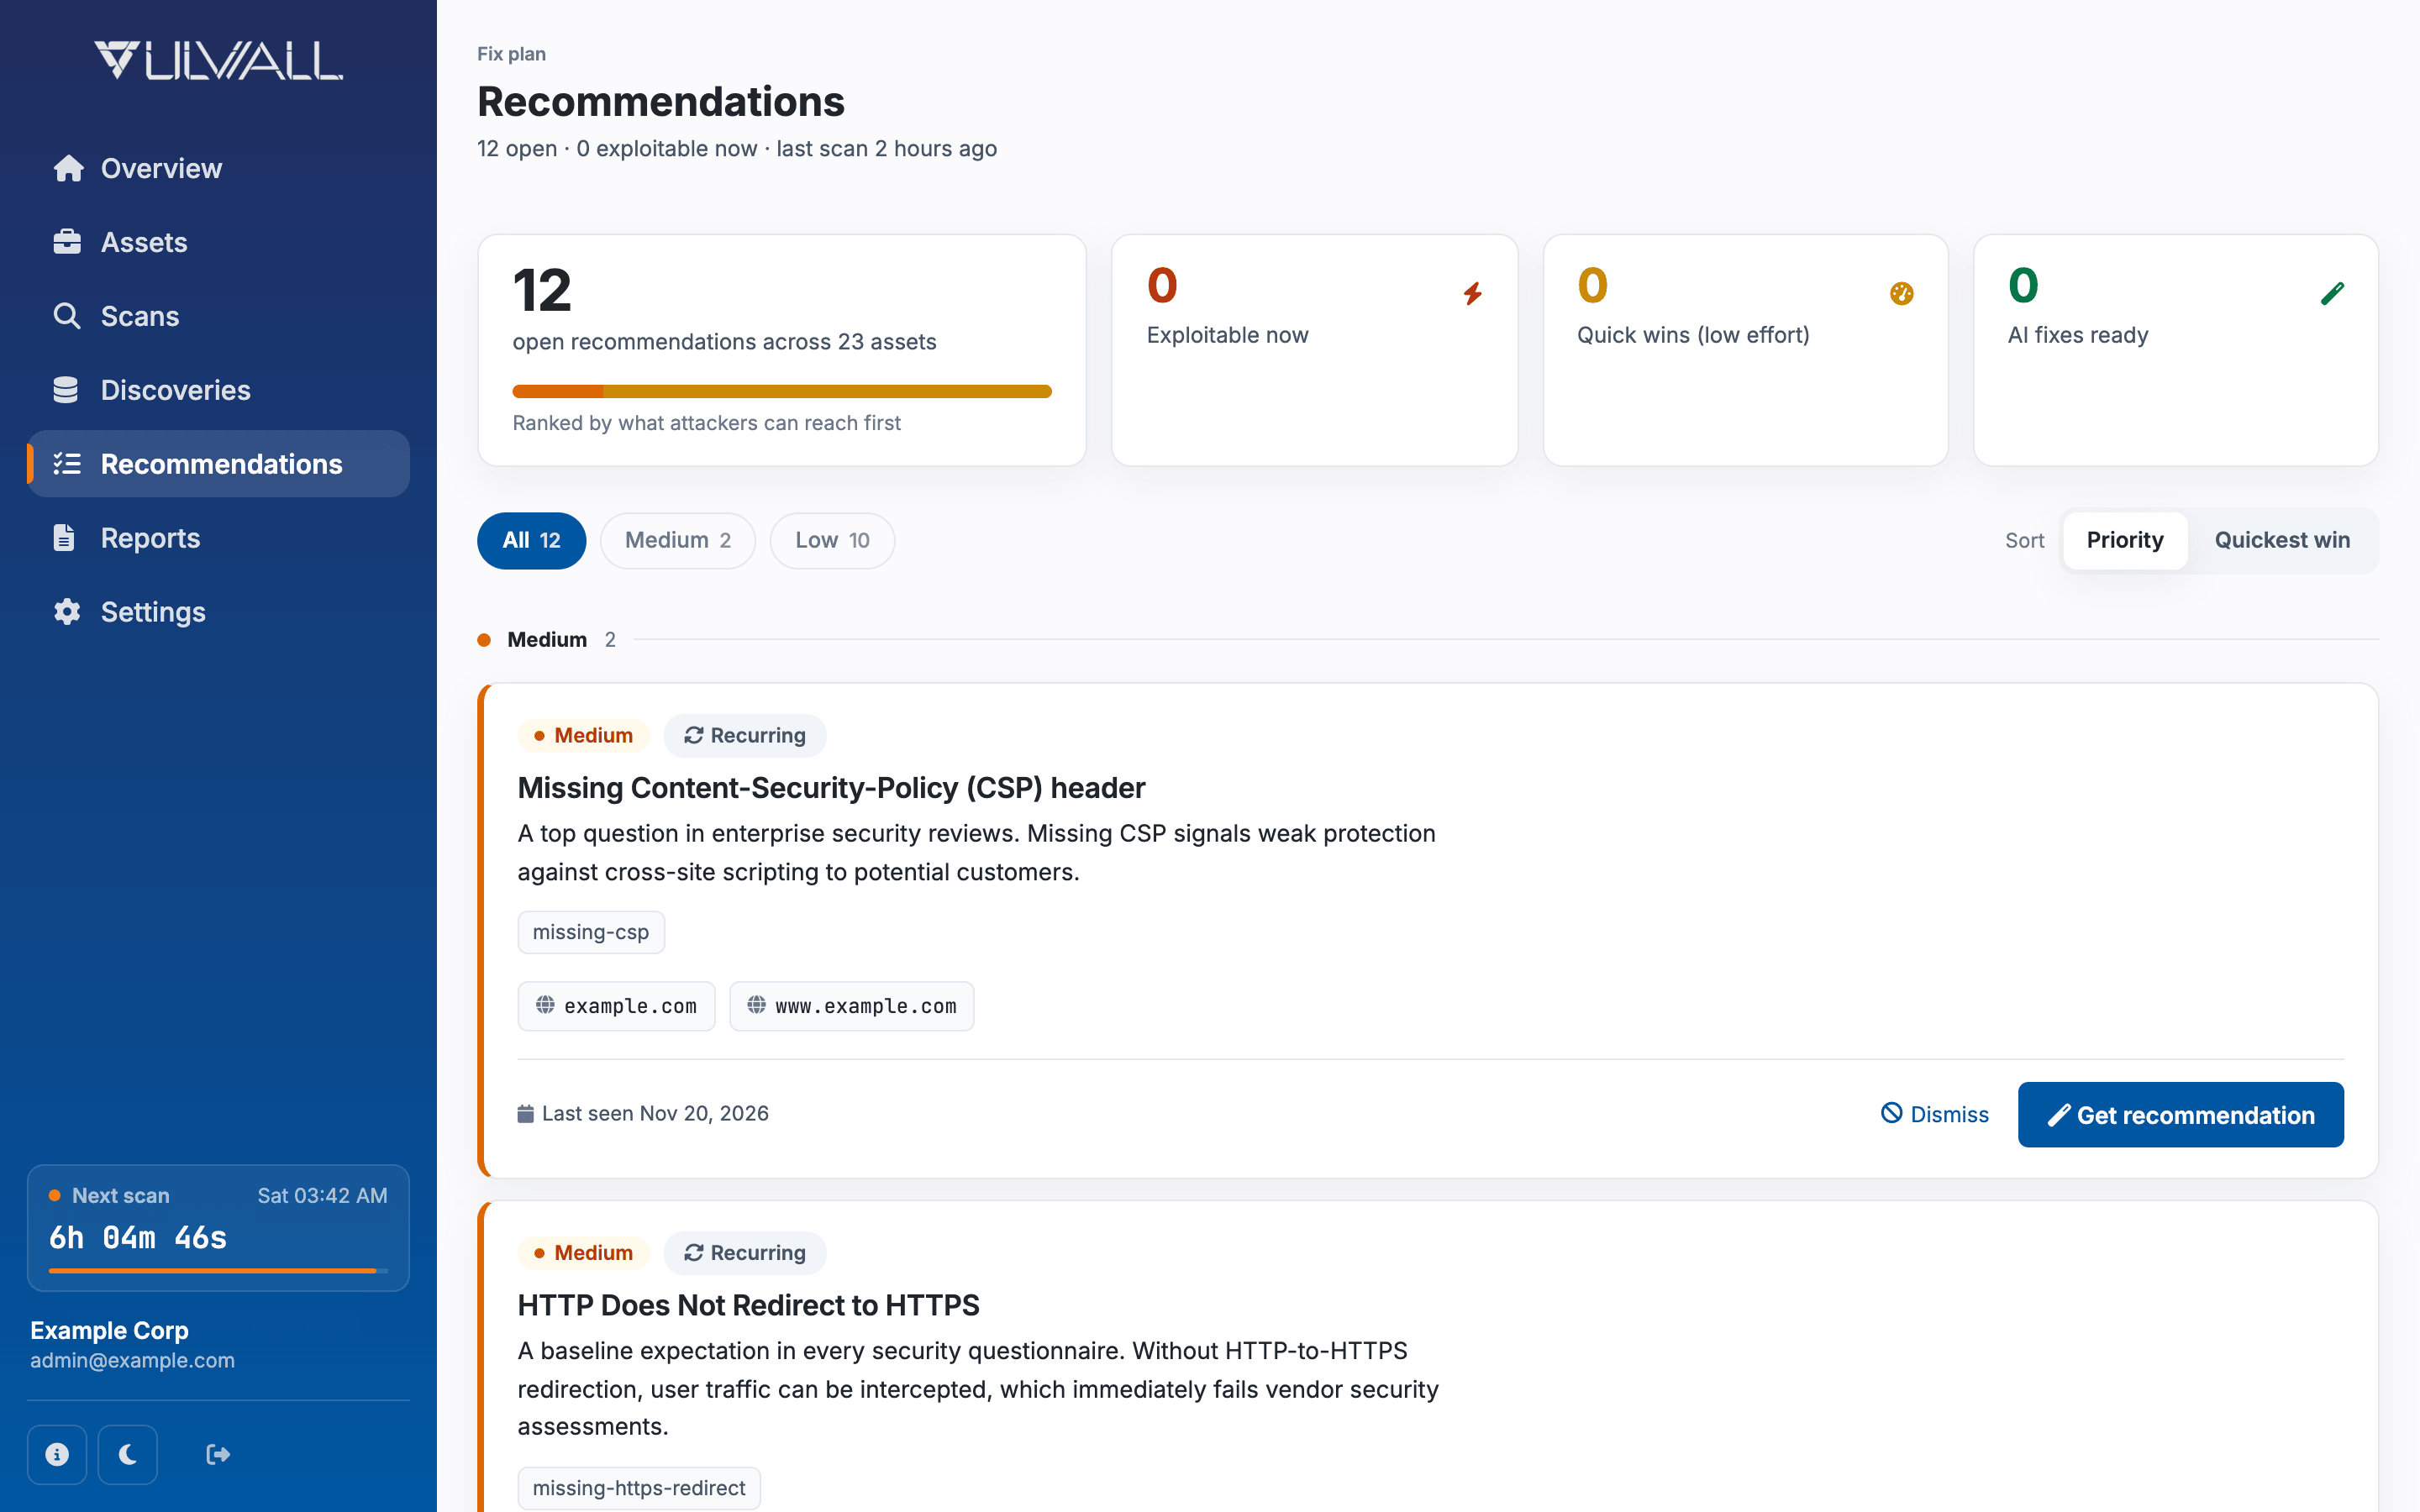 VULWALL
Overview
Assets
Scans
Discoveries
Recommendations
Reports
Settings
Next scan Sat 03:42 AM
6h 04m 46s
Example Corp
admin@example.com
Fix plan
Recommendations
12 open · 0 exploitable now · last scan 2 hours ago
12
open recommendations across 23 assets
Ranked by what attackers can reach first
0
Exploitable now
0
Quick wins (low effort)
0
AI fixes ready
All 12 Medium 2 Low 10
Sort Priority Quickest win
Medium 2
Medium Recurring
Missing Content-Security-Policy (CSP) header
A top question in enterprise security reviews. Missing CSP signals weak protection
against cross-site scripting to potential customers.
missing-csp
example.com www.example.com
Last seen Nov 20, 2026 Dismiss Get recommendation
Medium Recurring
HTTP Does Not Redirect to HTTPS
A baseline expectation in every security questionnaire. Without HTTP-to-HTTPS
redirection, user traffic can be intercepted, which immediately fails vendor security
assessments.
missing-https-redirect